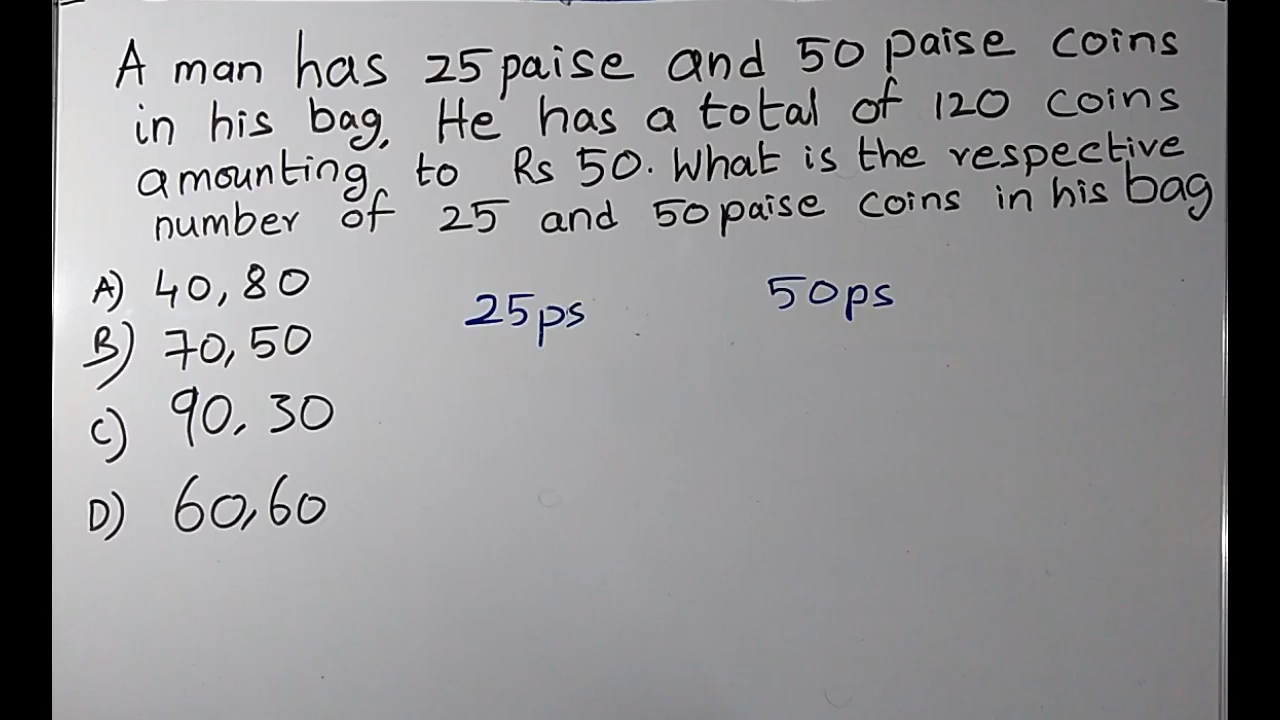 A man has 25 paise and 50 paise coins
in his bag, He has a total of 120 coins
amounting to Rs 50. What is the respective
number of 25 and 50 paise coins in his bag
A) 40, 80
B) 70, 50
C) 90, 30
D) 60, 60
25ps
50ps